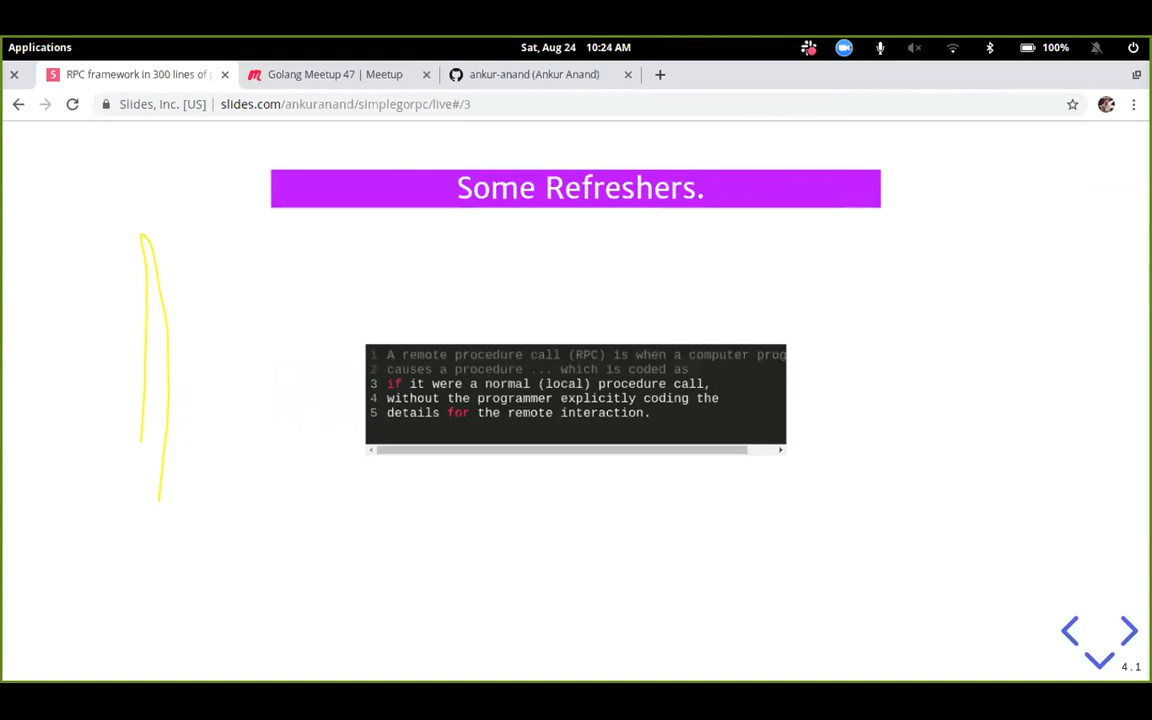 Applications
Sat, Aug 24 10:24 AM
100%
RPC framework in 300 lines of
Golang Meetup 47 | Meetup
ankur-anand (Ankur Anand)
Slides, Inc. [US] | slides.com/ankuranand/simplegorpc/live#/3
Some Refreshers.
1 A remote procedure call (RPC) is when a computer prog
2 causes a procedure ... which is coded as
3 if it were a normal (local) procedure call,
4 without the programmer explicitly coding the
5 details for the remote interaction.
4.1